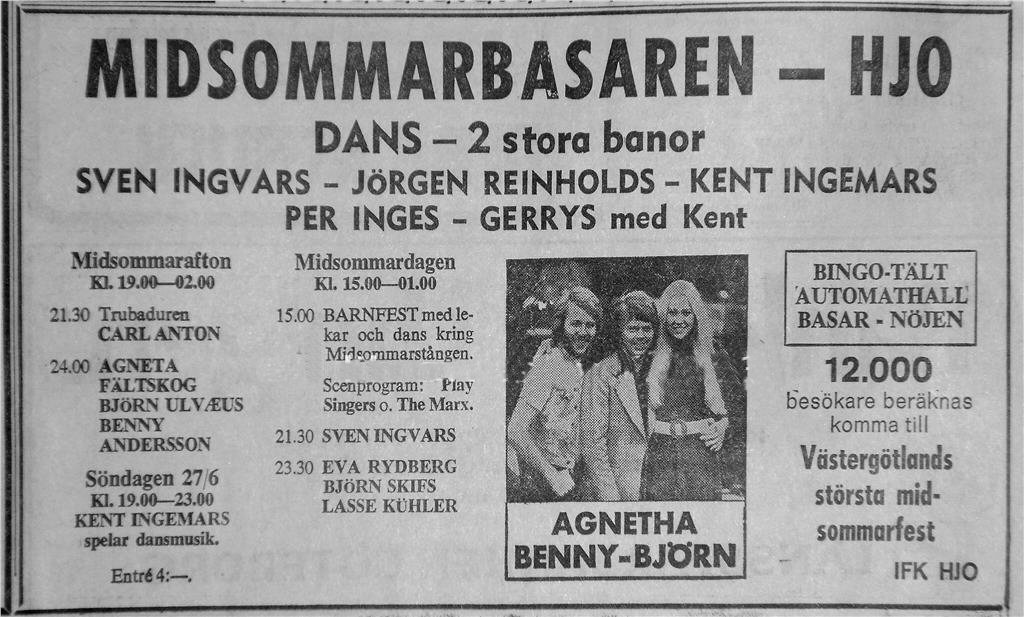 MIDSOMMARBASAREN – HJO
DANS – 2 stora banor
SVEN INGVARS – JÖRGEN REINHOLDS – KENT INGEMARS
PER INGES – GERRYS med Kent
Midsommarafton
Kl. 19.00—02.00
21.30 Trubaduren
CARL ANTON
24.00 AGNETA
FÄLTSKOG
BJÖRN ULVÆUS
BENNY
ANDERSSON
Söndagen 27/6
Kl. 19.00—23.00
KENT INGEMARS
spelar dansmusik.
Entré 4:—.
Midsommardagen
Kl. 15.00—01.00
15.00 BARNFEST med le-
kar och dans kring
Midsommarstången.
Scenprogram: Play
Singers o. The Marx.
21.30 SVEN INGVARS
23.30 EVA RYDBERG
BJÖRN SKIFS
LASSE KÜHLER
AGNETHA
BENNY-BJÖRN
BINGO-TÄLT
AUTOMATHALL
BASAR - NÖJEN
12.000
besökare beräknas
komma till
Västergötlands
största mid-
sommarfest
IFK HJO